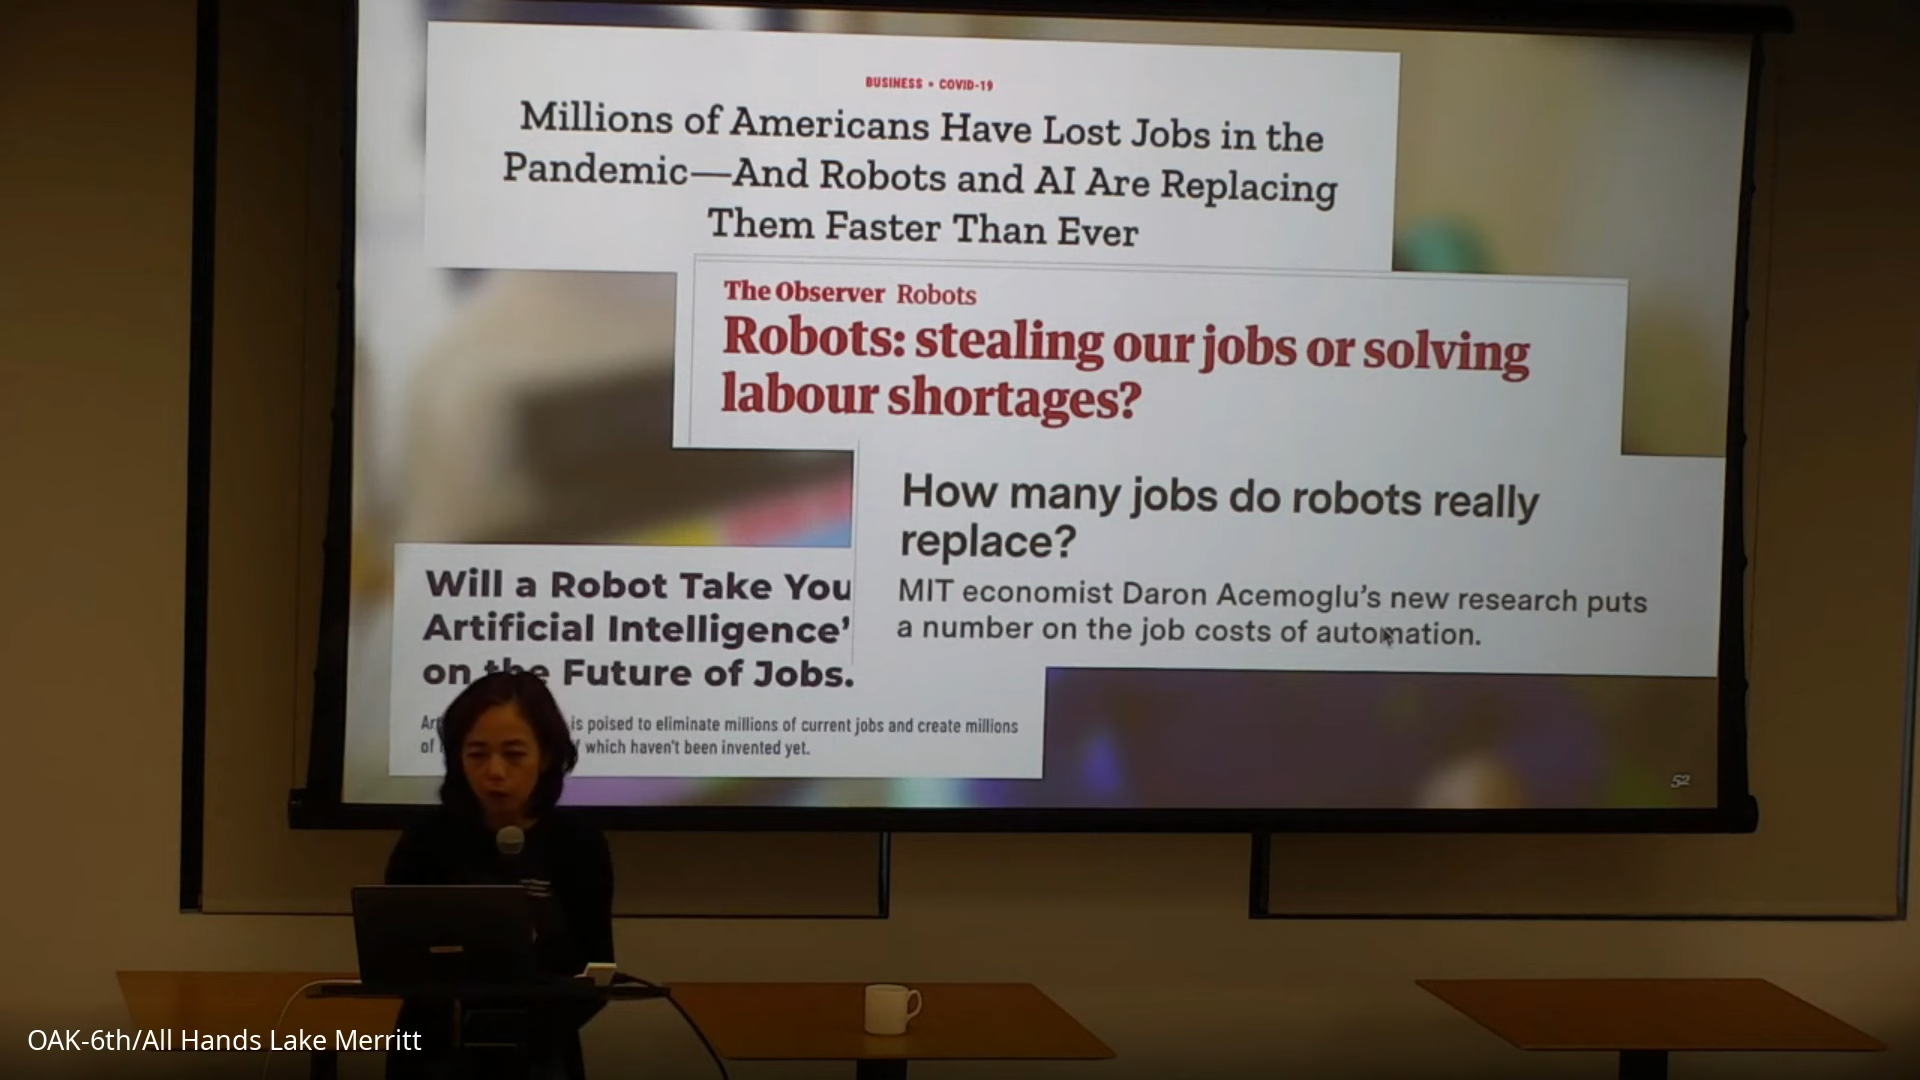 BUSINESS • COVID-19
Millions of Americans Have Lost Jobs in the
Pandemic—And Robots and AI Are Replacing
Them Faster Than Ever
The Observer Robots
Robots: stealing our jobs or solving
labour shortages?
How many jobs do robots really
replace?
MIT economist Daron Acemoglu's new research puts
a number on the job costs of automation.
Will a Robot Take You
Artificial Intelligence'
on the Future of Jobs.
is poised to eliminate millions of current jobs and create millions
of which haven't been invented yet.
52
OAK-6th/All Hands Lake Merritt